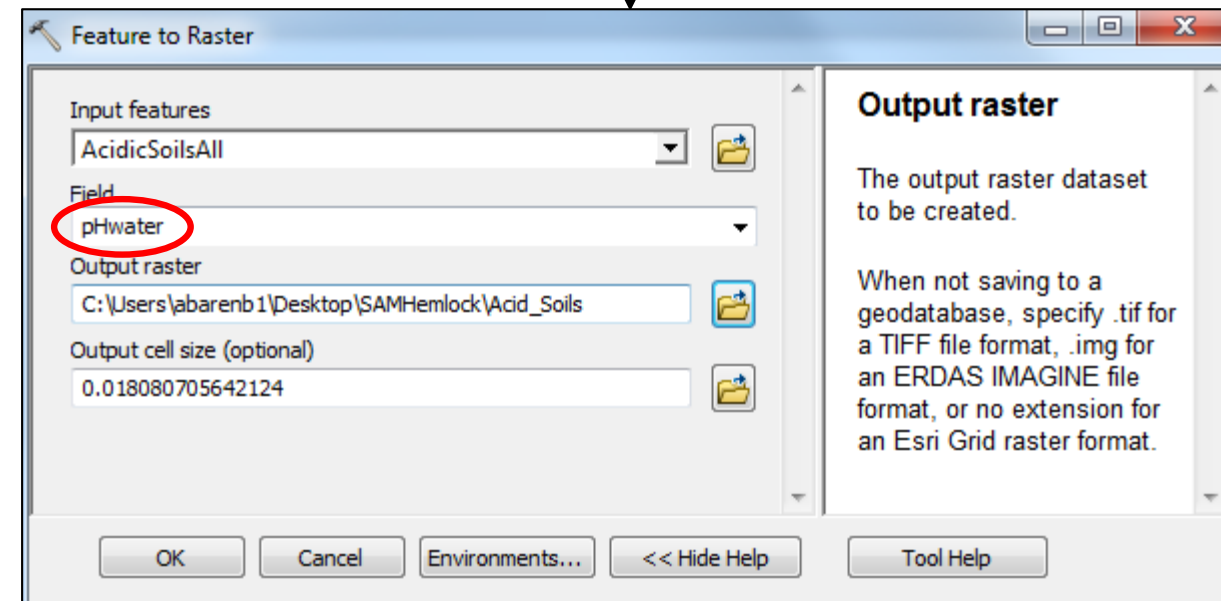 Feature to Raster
Input features
AcidicSoilsAll
Field
pHwater
Output raster
C:\Users\abarenb1\Desktop\SAMHemlock\Acid_Soils
Output cell size (optional)
0.018080705642124
Output raster
The output raster dataset
to be created.
When not saving to a
geodatabase, specify .tif for
a TIFF file format, .img for
an ERDAS IMAGINE file
format, or no extension for
an Esri Grid raster format.
OK
Cancel
Environments...
<< Hide Help
Tool Help